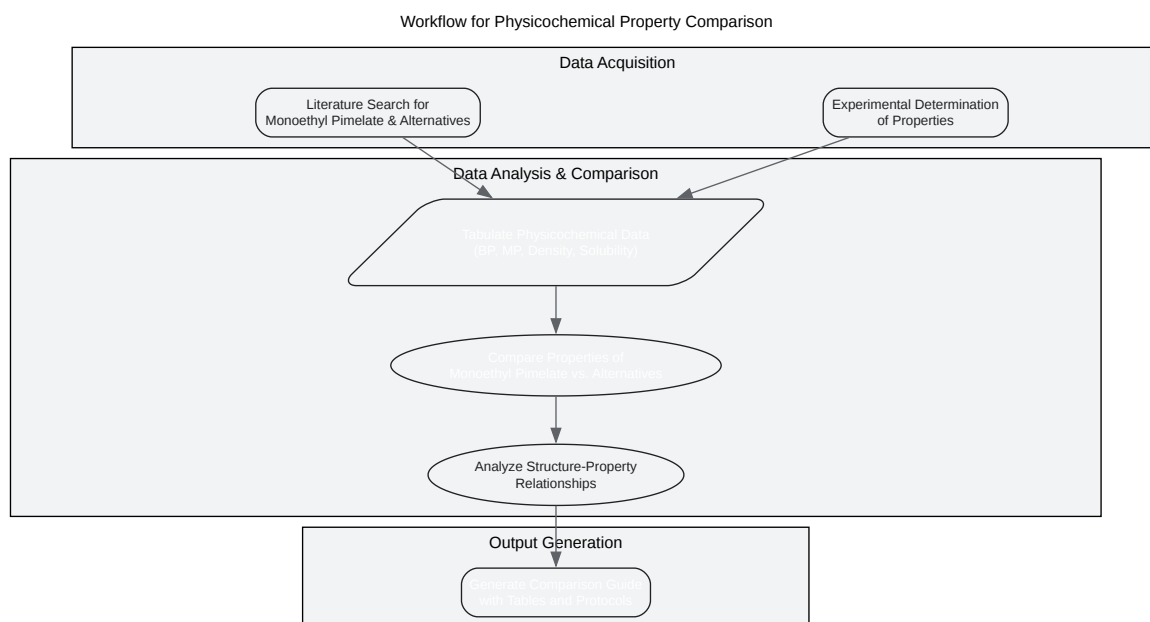 Workflow for Physicochemical Property Comparison
Data Acquisition
Literature Search for
Monoethyl Pimelate & Alternatives
Experimental Determination
of Properties
Data Analysis & Comparison
Tabulate Physicochemical Data
(BP, MP, Density, Solubility)
Compare Properties of
Monoethyl Pimelate vs. Alternatives
Analyze Structure-Property
Relationships
Output Generation
Generate Comparison Guide
with Tables and Protocols